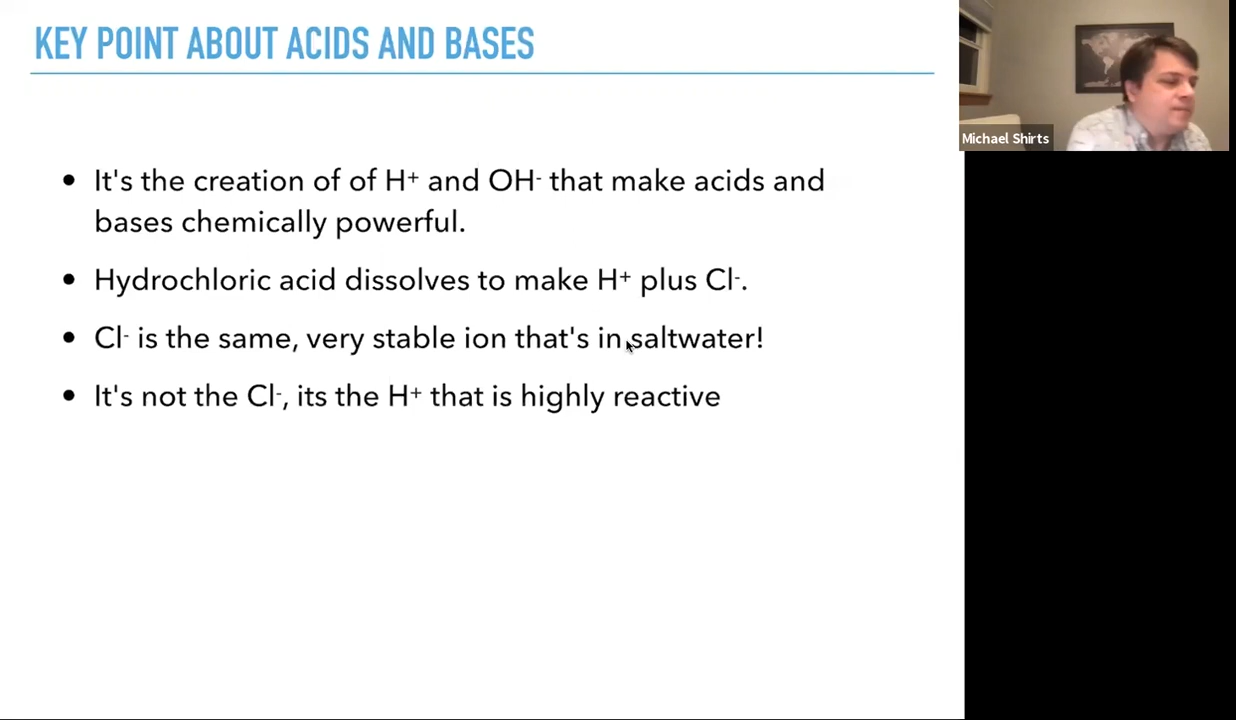 KEY POINT ABOUT ACIDS AND BASES
Michael Shirts
• It's the creation of of H⁺ and OH⁻ that make acids and
bases chemically powerful.
• Hydrochloric acid dissolves to make H⁺ plus Cl⁻.
• Cl⁻ is the same, very stable ion that's in saltwater!
• It's not the Cl⁻, its the H⁺ that is highly reactive